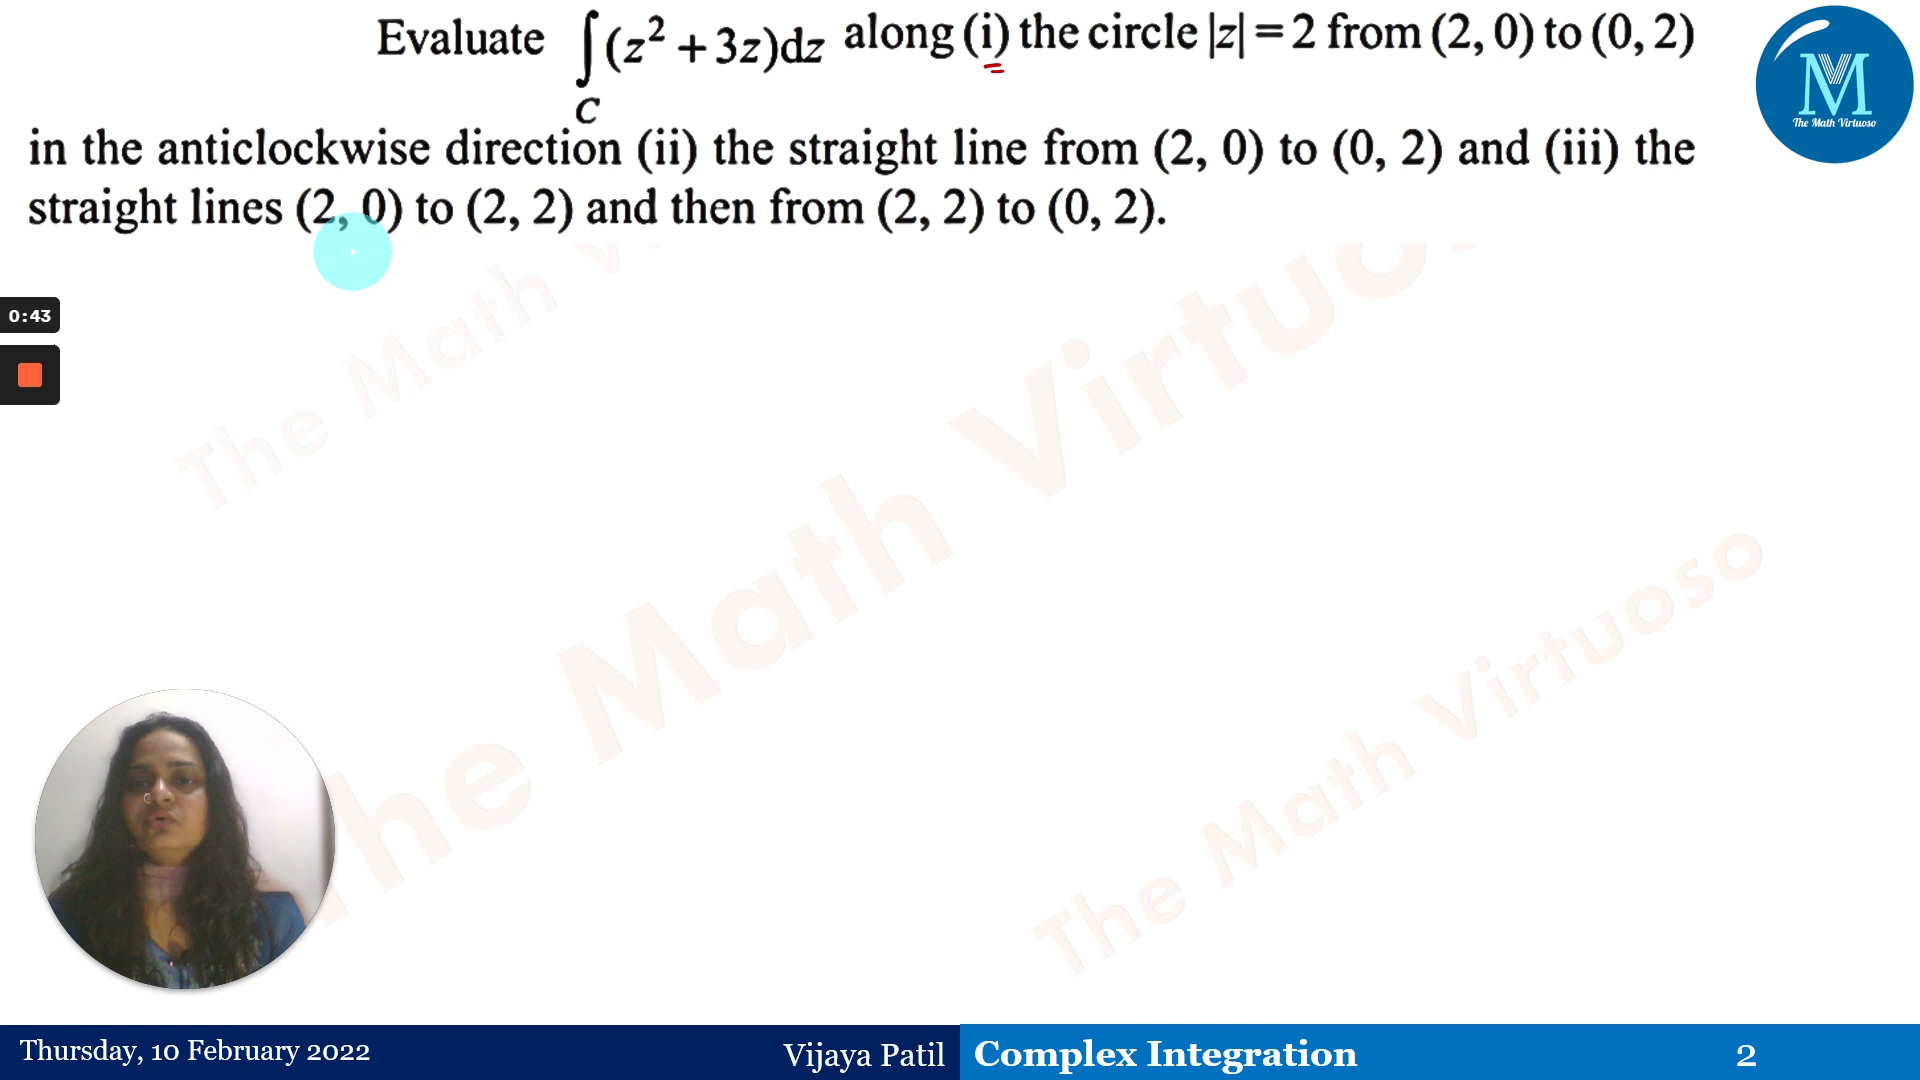 Evaluate ∫ (z² + 3z)dz along (i) the circle |z| = 2 from (2, 0) to (0, 2)
C
in the anticlockwise direction (ii) the straight line from (2, 0) to (0, 2) and (iii) the
straight lines (2, 0) to (2, 2) and then from (2, 2) to (0, 2).
M
The Math Virtuoso
0:43
The Math Virtuoso
The Math Virtuoso
The Math Virtuoso
Thursday, 10 February 2022
Vijaya Patil
Complex Integration
2